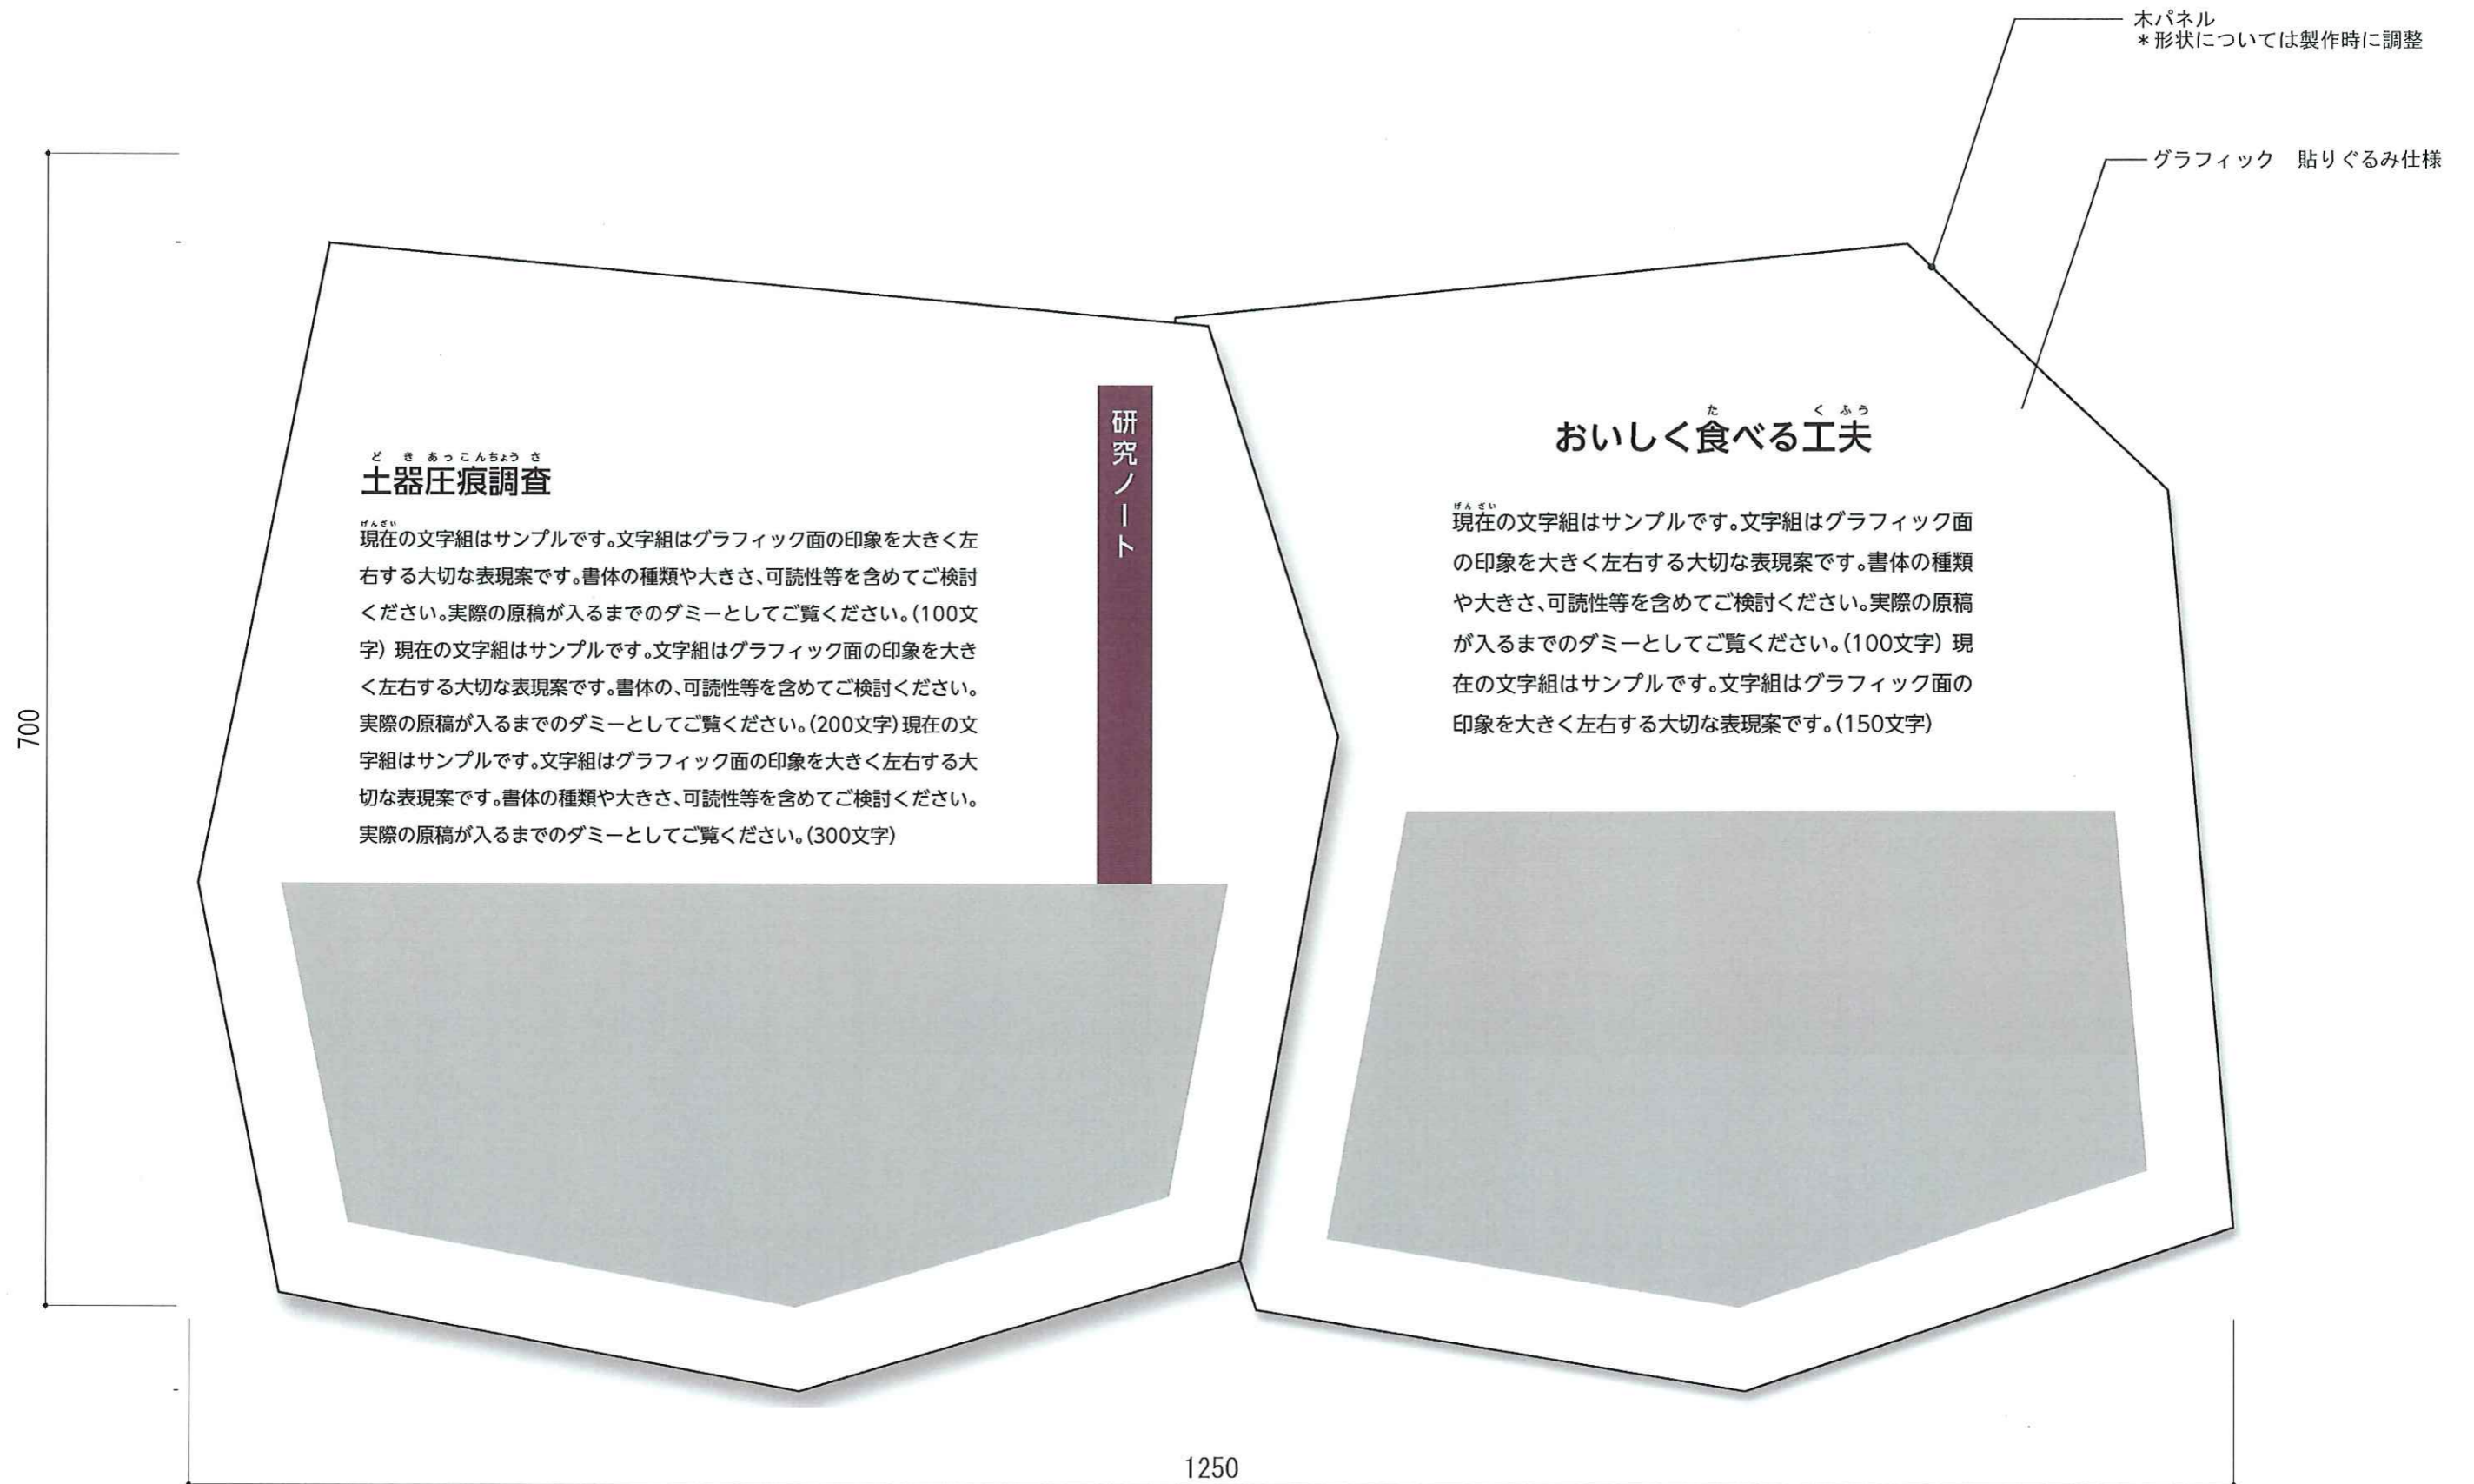 木パネル
＊形状については製作時に調整
グラフィック　貼りぐるみ仕様
700
研究ノート
どきあっこんちょうさ
土器圧痕調査
げんざい
現在の文字組はサンプルです。文字組はグラフィック面の印象を大きく左
右する大切な表現案です。書体の種類や大きさ、可読性等を含めてご検討
ください。実際の原稿が入るまでのダミーとしてご覧ください。(100文
字) 現在の文字組はサンプルです。文字組はグラフィック面の印象を大き
く左右する大切な表現案です。書体の、可読性等を含めてご検討ください。
実際の原稿が入るまでのダミーとしてご覧ください。(200文字) 現在の文
字組はサンプルです。文字組はグラフィック面の印象を大きく左右する大
切な表現案です。書体の種類や大きさ、可読性等を含めてご検討ください。
実際の原稿が入るまでのダミーとしてご覧ください。(300文字)
た くふう
おいしく食べる工夫
げんざい
現在の文字組はサンプルです。文字組はグラフィック面
の印象を大きく左右する大切な表現案です。書体の種類
や大きさ、可読性等を含めてご検討ください。実際の原稿
が入るまでのダミーとしてご覧ください。(100文字) 現
在の文字組はサンプルです。文字組はグラフィック面の
印象を大きく左右する大切な表現案です。(150文字)
1250